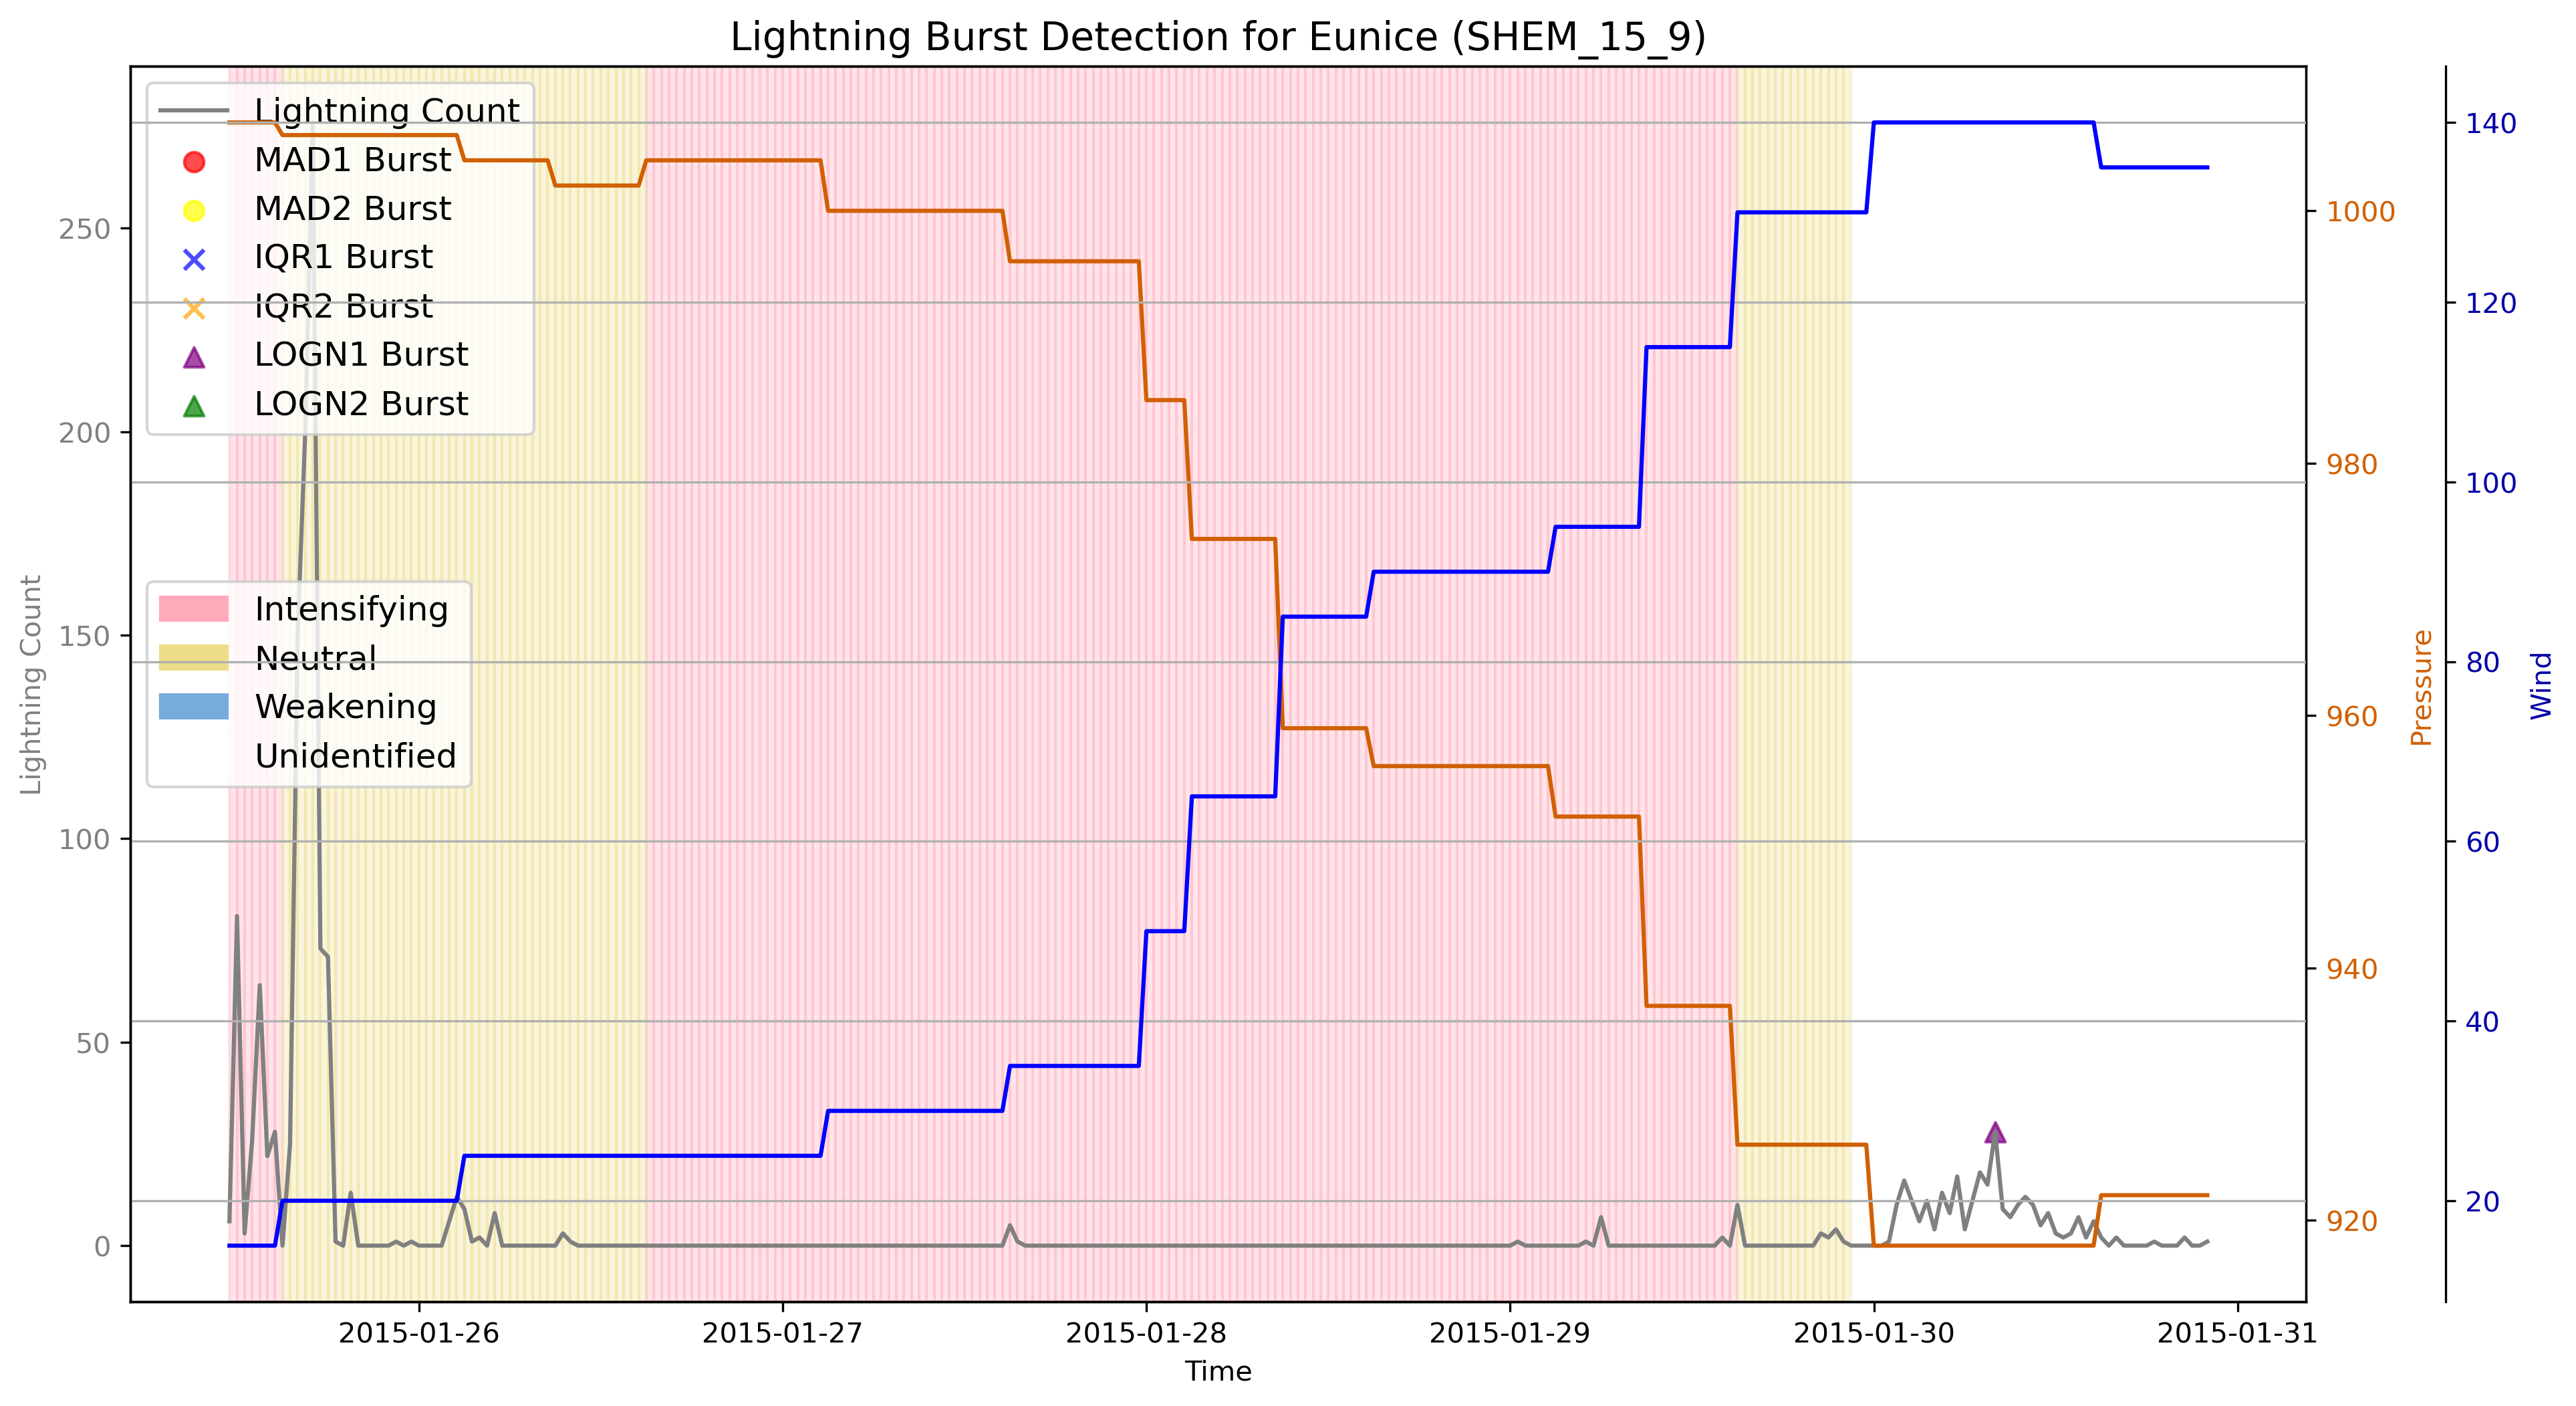 Lightning Burst Detection for Eunice (SHEM_15_9)
Lightning Count
MAD1 Burst
MAD2 Burst
IQR1 Burst
IQR2 Burst
LOGN1 Burst
LOGN2 Burst
Intensifying
Neutral
Weakening
Unidentified
Lightning Count
250
200
150
100
50
0
1000
980
960
940
920
Pressure
140
120
100
80
60
40
20
Wind
2015-01-26 2015-01-27 2015-01-28 2015-01-29 2015-01-30 2015-01-31
Time